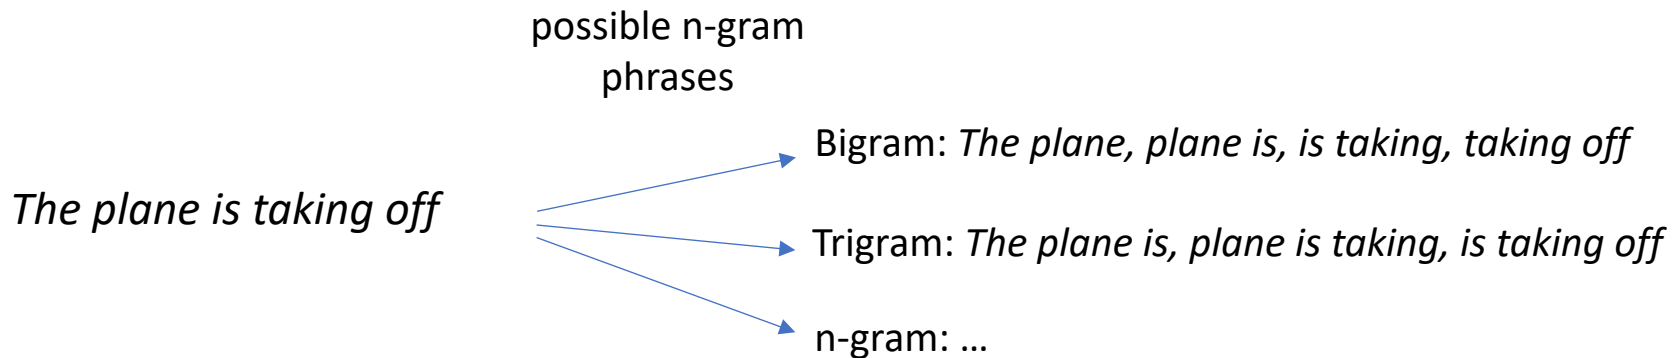 possible n-gram
phrases
Bigram: The plane, plane is, is taking, taking off
The plane is taking off
Trigram: The plane is, plane is taking, is taking off
n-gram: ...